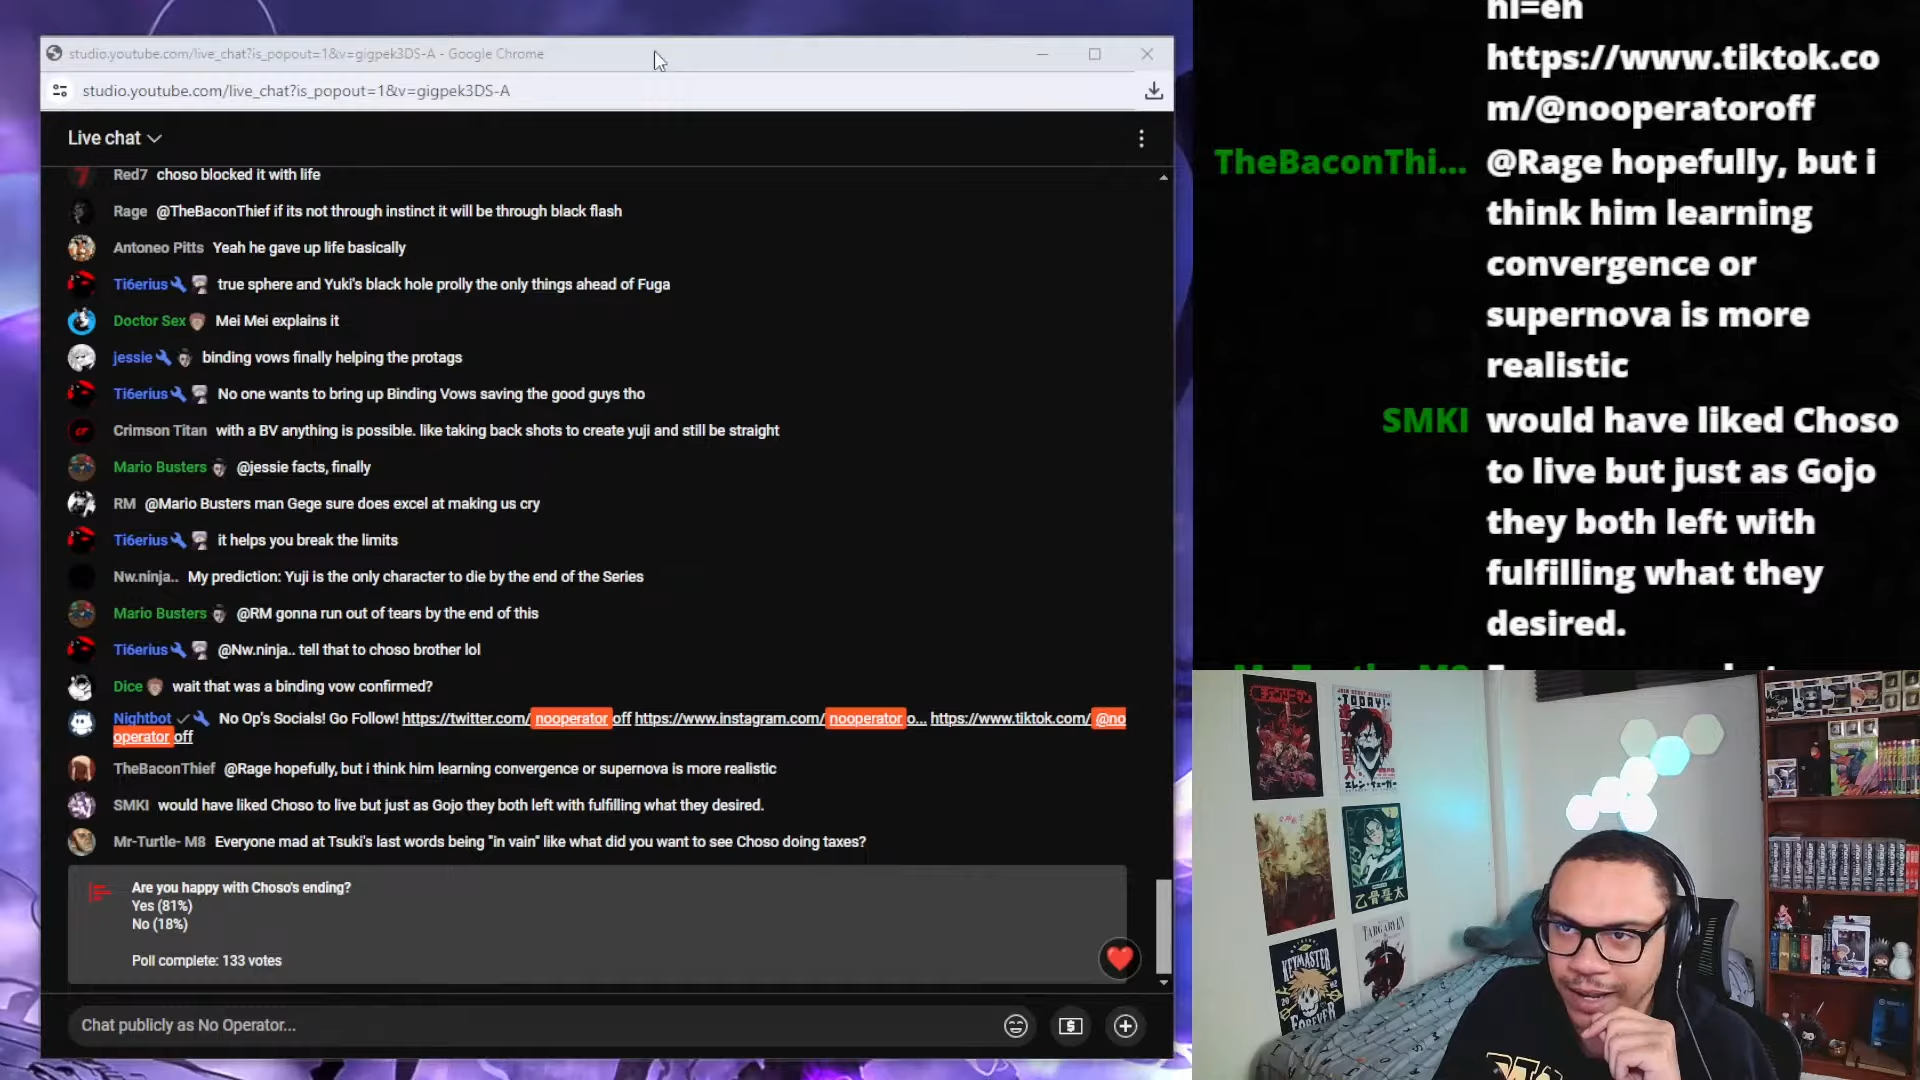 studio.youtube.com/live_chat?is_popout=1&v=gigpek3DS-A - Google Chrome
studio.youtube.com/live_chat?is_popout=1&v=gigpek3DS-A
Live chat
Red7 choso blocked it with life
Rage @TheBaconThief if its not through instinct it will be through black flash
Antoneo Pitts Yeah he gave up life basically
Ti6erius true sphere and Yuki's black hole prolly the only things ahead of Fuga
Doctor Sex Mei Mei explains it
jessie binding vows finally helping the protags
Ti6erius No one wants to bring up Binding Vows saving the good guys tho
Crimson Titan with a BV anything is possible. like taking back shots to create yuji and still be straight
Mario Busters @jessie facts, finally
RM @Mario Busters man Gege sure does excel at making us cry
Ti6erius it helps you break the limits
Nw.ninja.. My prediction: Yuji is the only character to die by the end of the Series
Mario Busters @RM gonna run out of tears by the end of this
Ti6erius @Nw.ninja.. tell that to choso brother lol
Dice wait that was a binding vow confirmed?
Nightbot No Op's Socials! Go Follow! https://twitter.com/nooperatoroff https://www.instagram.com/nooperatoro... https://www.tiktok.com/@no
operatoroff
TheBaconThief @Rage hopefully, but i think him learning convergence or supernova is more realistic
SMKI would have liked Choso to live but just as Gojo they both left with fulfilling what they desired.
Mr-Turtle- M8 Everyone mad at Tsuki's last words being "in vain" like what did you want to see Choso doing taxes?
Are you happy with Choso's ending?
Yes (81%)
No (18%)
Poll complete: 133 votes
Chat publicly as No Operator...
hl=en
https://www.tiktok.co
m/@nooperatoroff
TheBaconThi... @Rage hopefully, but i
think him learning
convergence or
supernova is more
realistic
SMKI would have liked Choso
to live but just as Gojo
they both left with
fulfilling what they
desired.
TODAY!
乙骨憂太
TARGARYEN
KEYMASTER
FOREVER